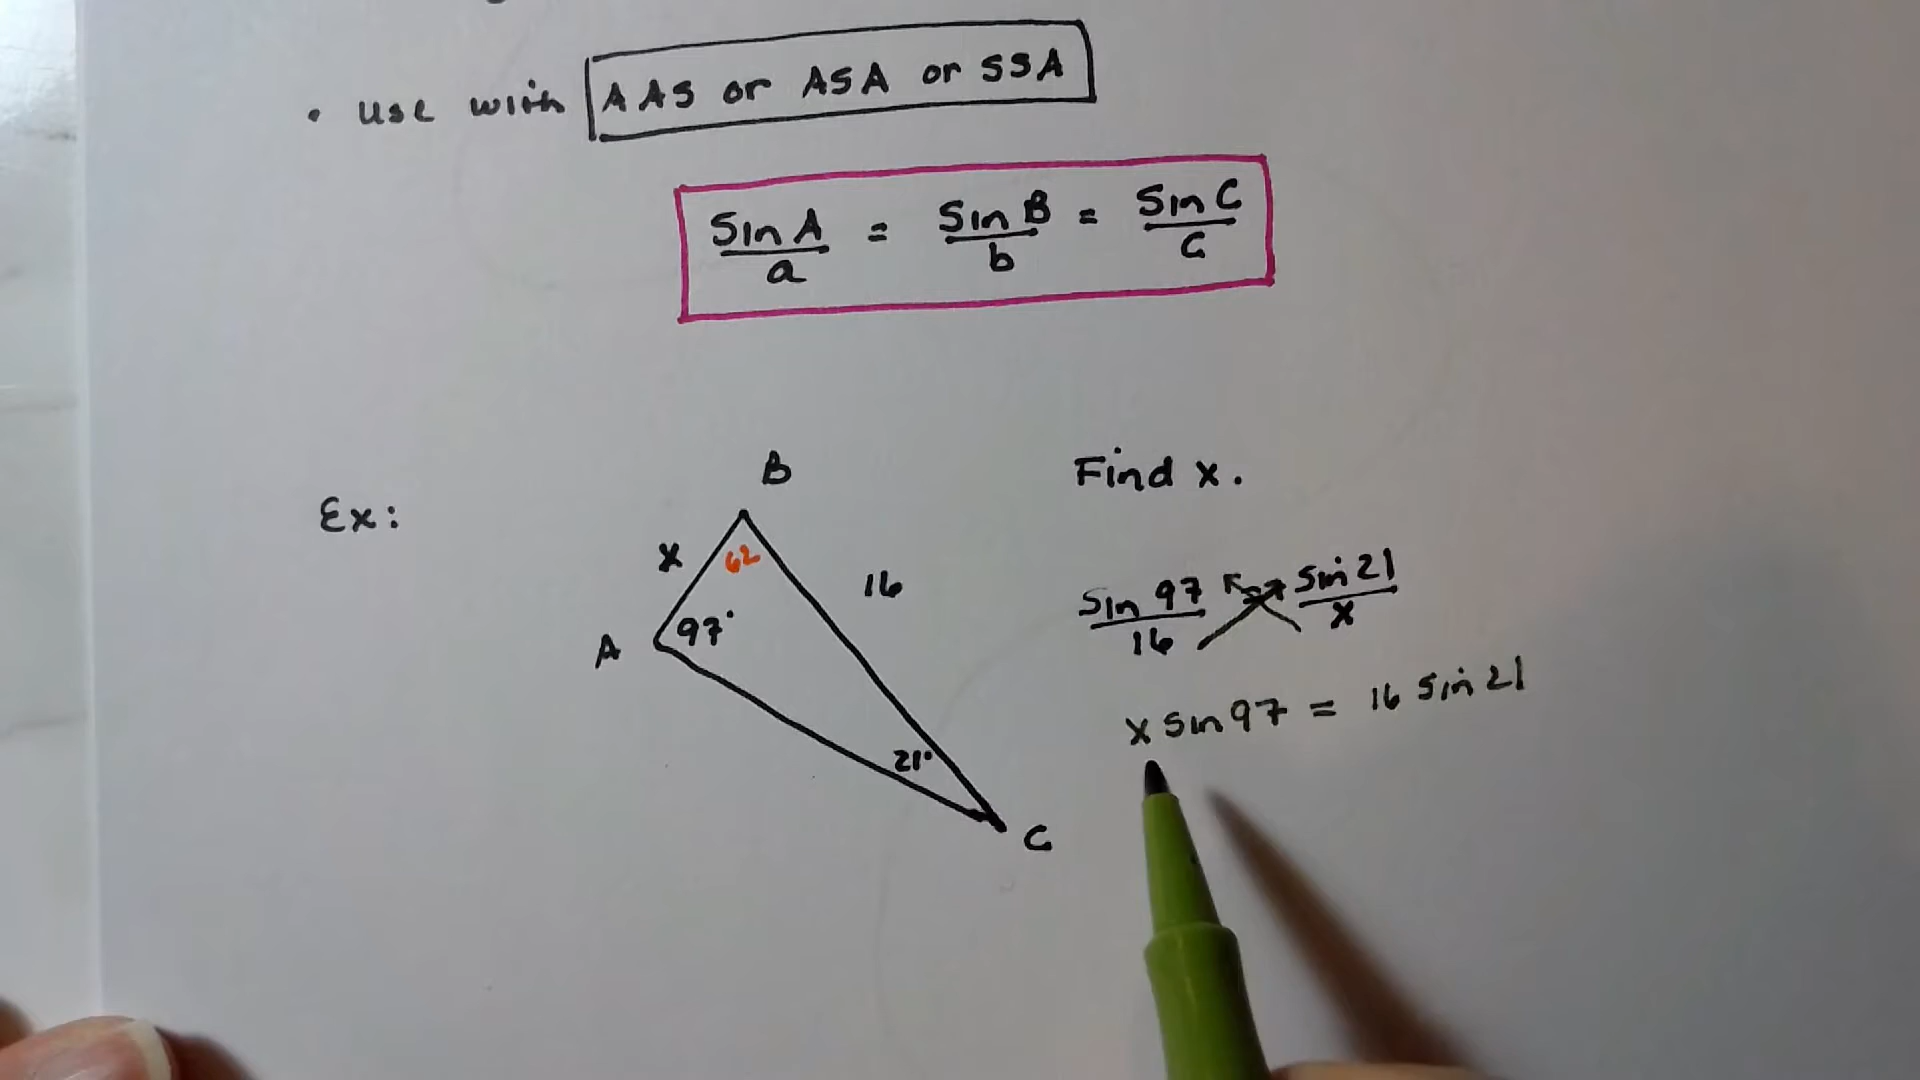 • use with AAS or ASA or SSA
Sin A / a = Sin B / b = Sin C / c
B
Find x.
Ex:
x 62 16
Sin 97 / 16 = Sin 21 / x
A 97°
x Sin 97 = 16 Sin 21
21°
C